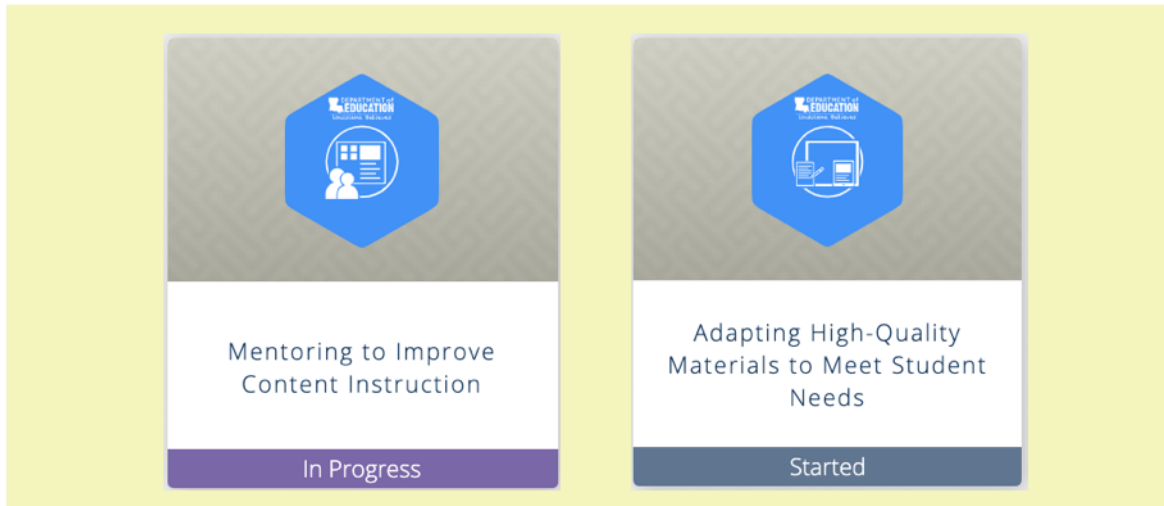 DEPARTMENT of
EDUCATION
Louisiana Believes
Mentoring to Improve
Content Instruction
In Progress
DEPARTMENT of
EDUCATION
Louisiana Believes
Adapting High-Quality
Materials to Meet Student
Needs
Started